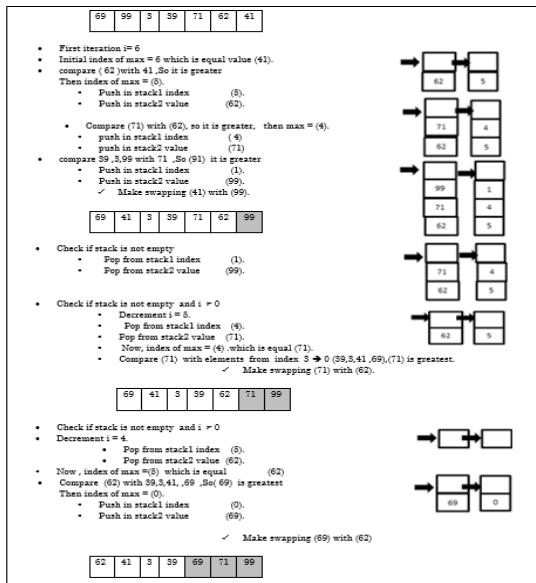 69 99 3 39 71 62 41
• First iteration i= 6
• Initial index of max = 6 which is equal value (41).
• compare ( 62 )with 41 ,So it is greater
Then index of max = (5).
• Push in stack1 index (5).
• Push in stack2 value (62).
62 5
• Compare (71) with (62), so it is greater, then max = (4).
• push in stack1 index ( 4)
• push in stack2 value (71)
71 4
62 5
• compare 39 ,3,99 with 71 ,So (91) it is greater
• Push in stack1 index (1).
• Push in stack2 value (99).
✓ Make swapping (41) with (99).
99 1
71 4
62 5
69 41 3 39 71 62 99
• Check if stack is not empty
• Pop from stack1 index (1).
• Pop from stack2 value (99).
71 4
62 5
• Check if stack is not empty and i ≻ 0
• Decrement i = 5.
• Pop from stack1 index (4).
• Pop from stack2 value (71).
• Now, index of max = (4) .which is equal (71).
• Compare (71) with elements from index 3 → 0 (39,3,41 ,69),(71) is greatest.
✓ Make swapping (71) with (62).
62 5
69 41 3 39 62 71 99
• Check if stack is not empty and i ≻ 0
• Decrement i = 4.
• Pop from stack1 index (5).
• Pop from stack2 value (62).
• Now , index of max =(5) which is equal (62)
• Compare (62) with 39,3,41, ,69 ,So( 69) is greatest
Then index of max = (0).
• Push in stack1 index (0).
• Push in stack2 value (69).
69 0
✓ Make swapping (69) with (62)
62 41 3 39 69 71 99